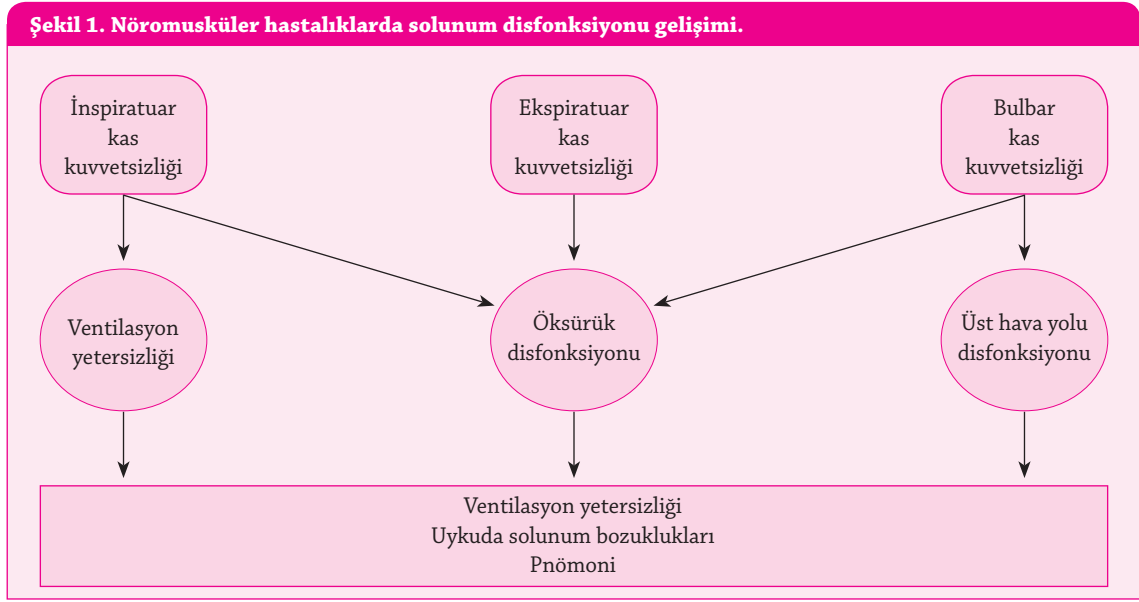 Şekil 1. Nöromusküler hastalıklarda solunum disfonksiyonu gelişimi.
İnspiratuar
kas
kuvvetsizliği
Ekspiratuar
kas
kuvvetsizliği
Bulbar
kas
kuvvetsizliği
Ventilasyon
yetersizliği
Öksürük
disfonksiyonu
Üst hava yolu
disfonksiyonu
Ventilasyon yetersizliği
Uykuda solunum bozuklukları
Pnömoni